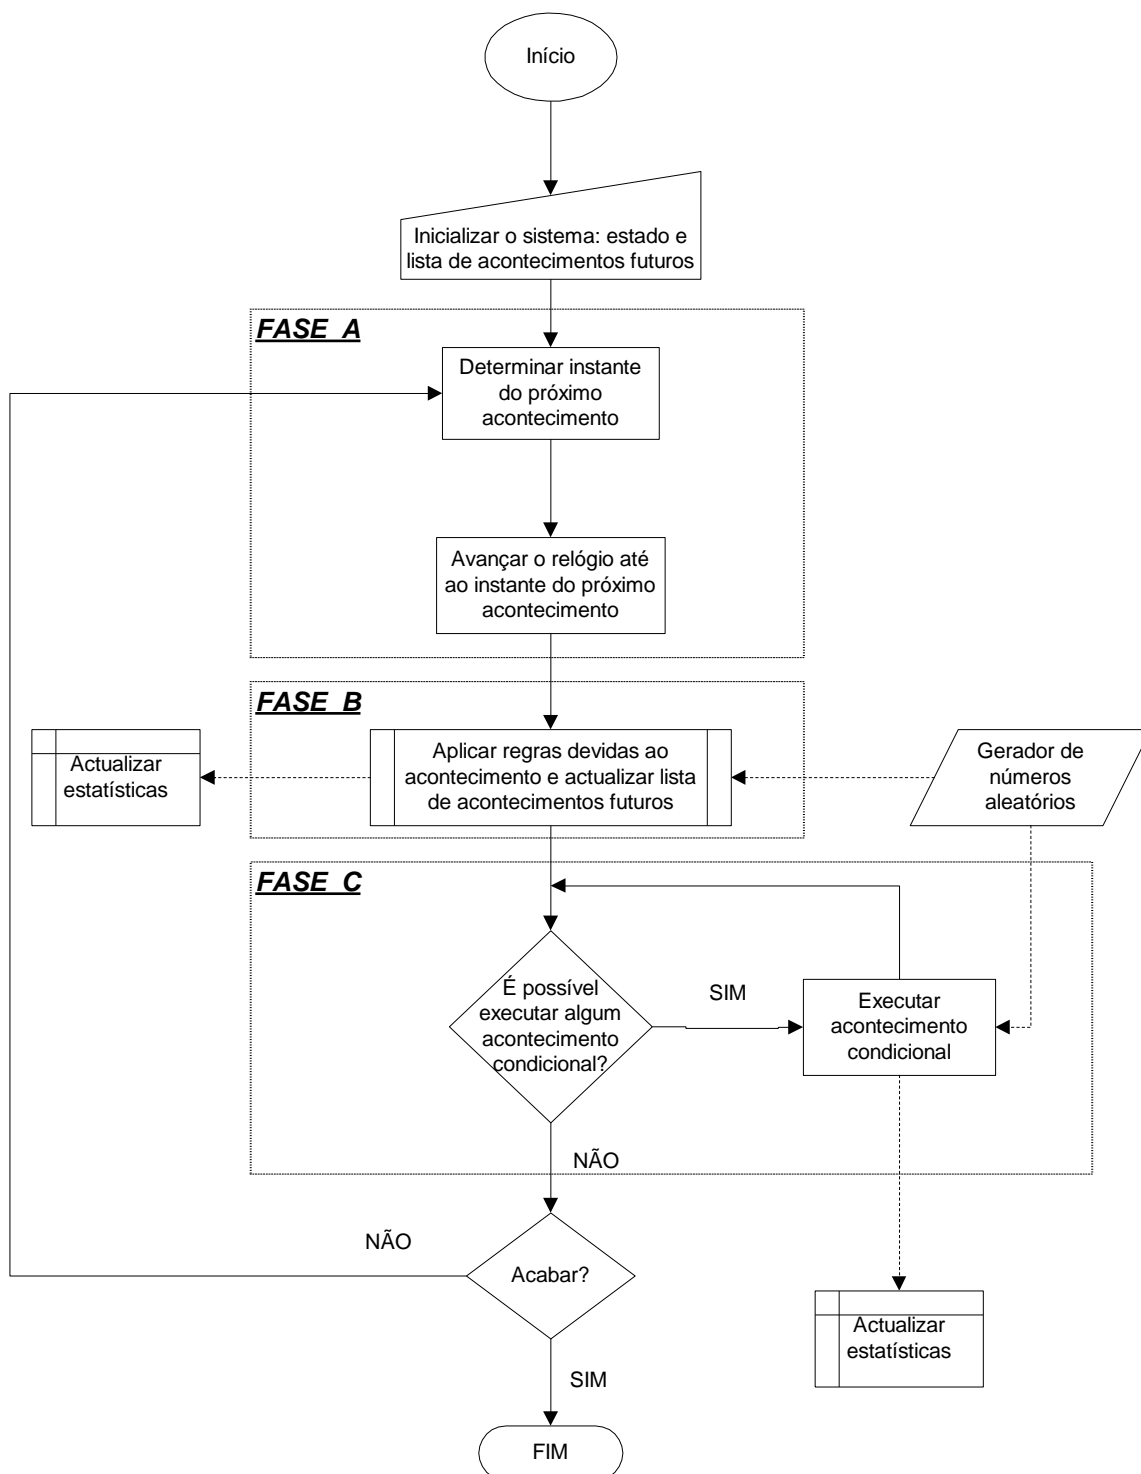 Início
Inicializar o sistema: estado e
lista de acontecimentos futuros
FASE A
Determinar instante
do próximo
acontecimento
Avançar o relógio até
ao instante do próximo
acontecimento
FASE B
Actualizar
estatísticas
Aplicar regras devidas ao
acontecimento e actualizar lista
de acontecimentos futuros
Gerador de
números
aleatórios
FASE C
É possível
executar algum
acontecimento
condicional?
SIM
Executar
acontecimento
condicional
NÃO
NÃO
Acabar?
Actualizar
estatísticas
SIM
FIM